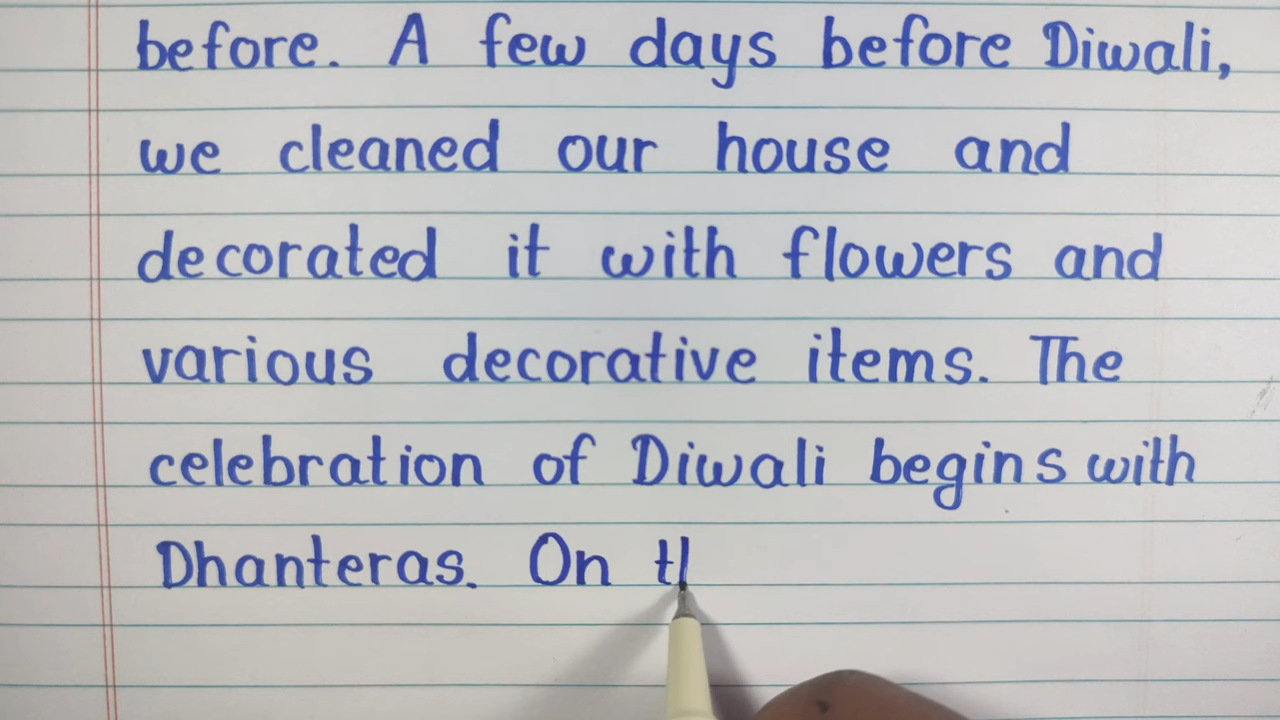 before. A few days before Diwali,
we cleaned our house and
decorated it with flowers and
various decorative items. The
celebration of Diwali begins with
Dhanteras. On